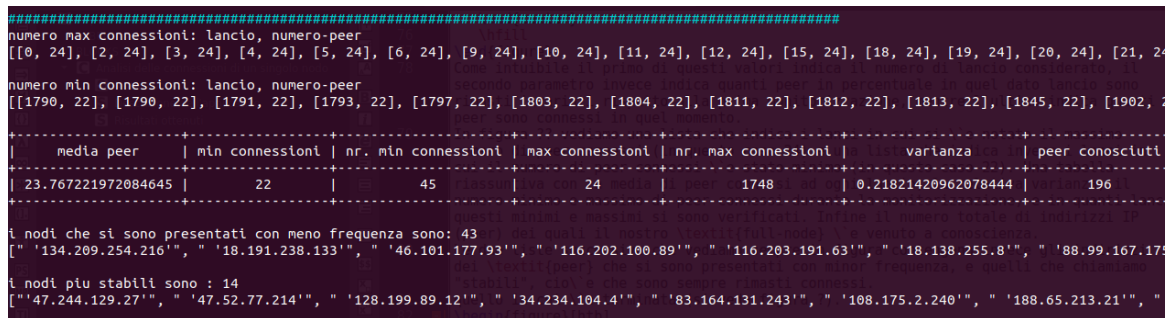 #######################################################################################################
numero max connessioni: lancio, numero-peer
[[0, 24], [2, 24], [3, 24], [4, 24], [5, 24], [6, 24], [9, 24], [10, 24], [11, 24], [12, 24], [15, 24], [18, 24], [19, 24], [20, 24], [21, 24
numero min connessioni: lancio, numero-peer
[[1790, 22], [1790, 22], [1791, 22], [1793, 22], [1797, 22], [1803, 22], [1804, 22], [1811, 22], [1812, 22], [1813, 22], [1845, 22], [1902, 2
| media peer | min connessioni | nr. min connessioni | max connessioni | nr. max connessioni | varianza | peer conosciuti
| 23.767221972084645 | 22 | 45 | 24 | 1748 | 0.21821420962078444 | 196
i nodi che si sono presentati con meno frequenza sono: 43
[" '134.209.254.216'", " '18.191.238.133'", " '46.101.177.93'", " '116.202.100.89'", " '116.203.191.63'", " '18.138.255.8'", " '88.99.167.175
i nodi piu stabili sono : 14
["'47.244.129.27'", " '47.52.77.214'", " '128.199.89.12'", " '34.234.104.4'", " '83.164.131.243'", " '108.175.2.240'", " '188.65.213.21'", "